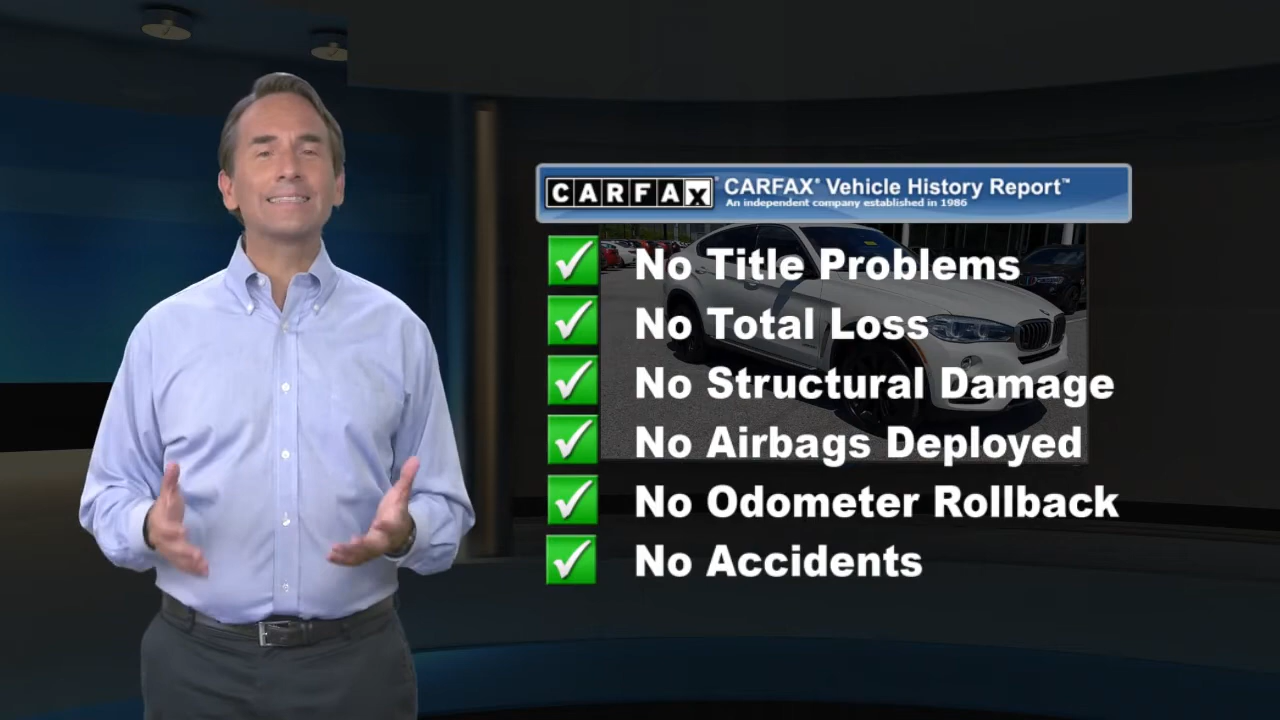 CARFAX
CARFAX® Vehicle History Report™
An independent company established in 1986
No Title Problems
No Total Loss
No Structural Damage
No Airbags Deployed
No Odometer Rollback
No Accidents